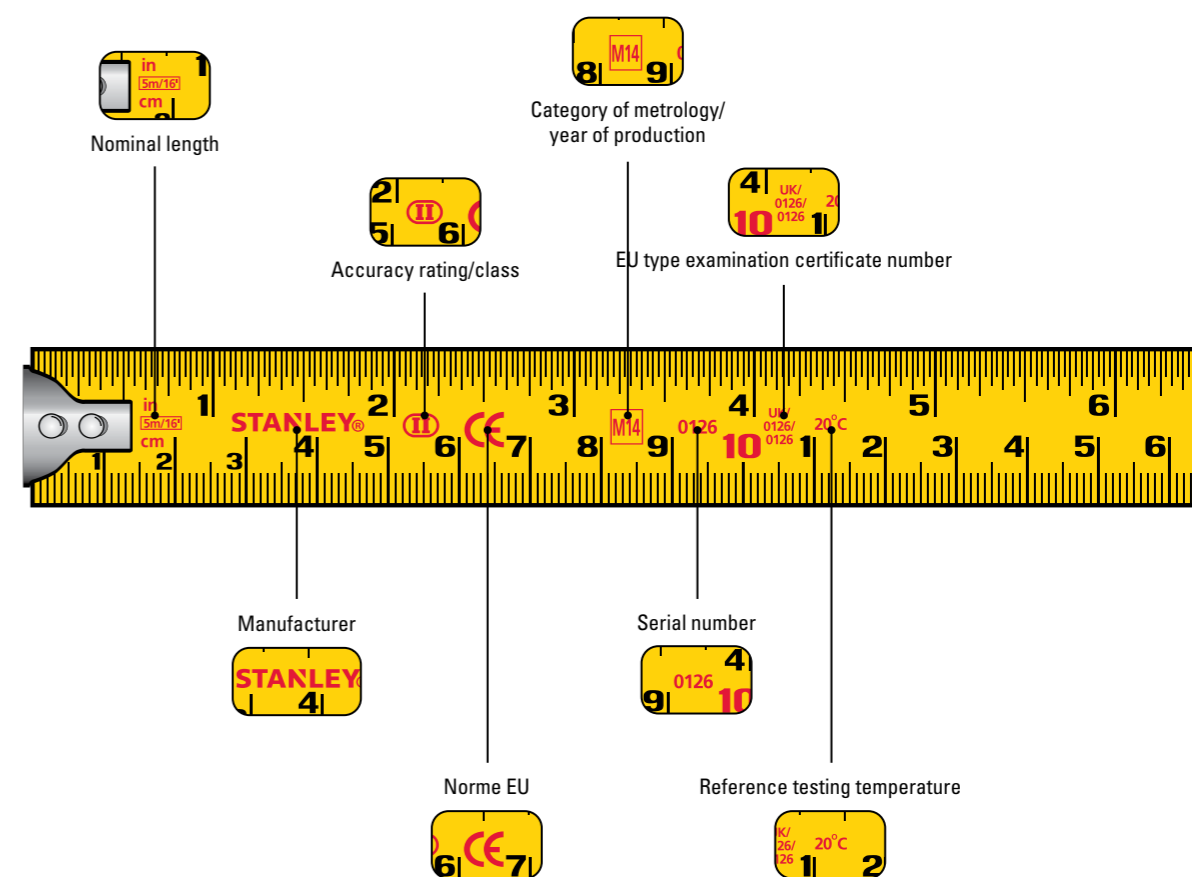 in
5m/16'
cm
1
2
Nominal length
M14
8 9
Category of metrology/
year of production
2
II
5 6
Accuracy rating/class
4
UK/
0126/
0126
20
10 1
EU type examination certificate number
in
5m/16'
cm
1 2 3 4 5 6
STANLEY®
II
CE
M14
0126
UK/
0126/
0126
20°C
1 2 3 4 5 6 7 8 9 10 1 2 3 4 5 6
Manufacturer
STANLEY
4
Serial number
4
0126
9 10
Norme EU
CE
6 7
Reference testing temperature
K/
26/
126
20°C
1 2